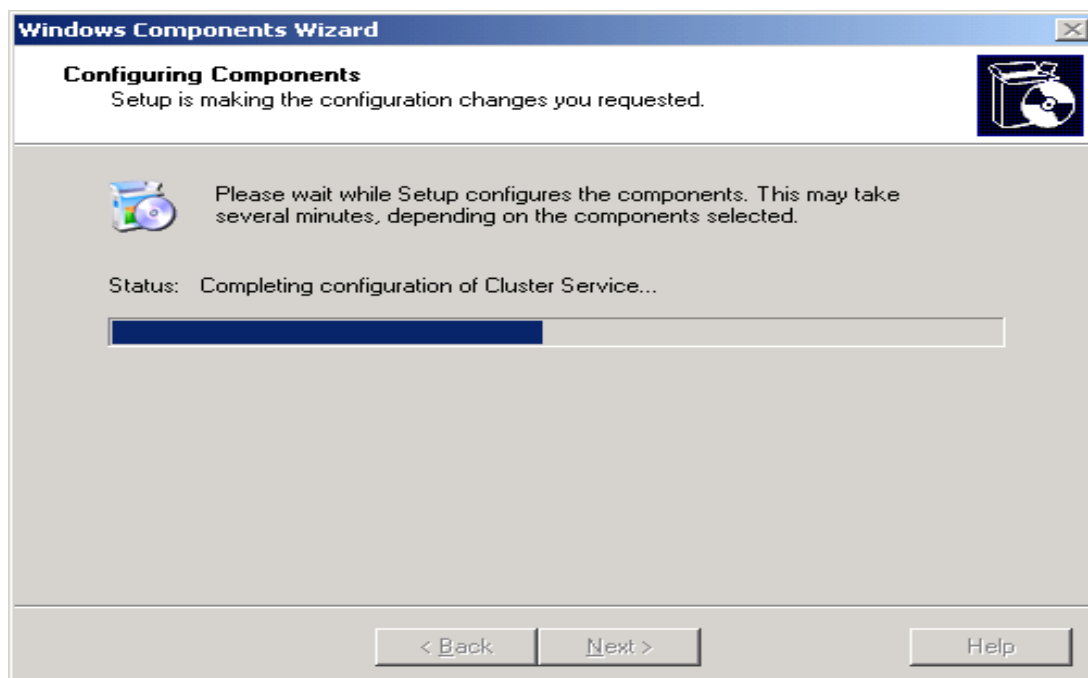 Windows Components Wizard
Configuring Components
Setup is making the configuration changes you requested.
Please wait while Setup configures the components. This may take
several minutes, depending on the components selected.
Status: Completing configuration of Cluster Service...
< Back Next > Help